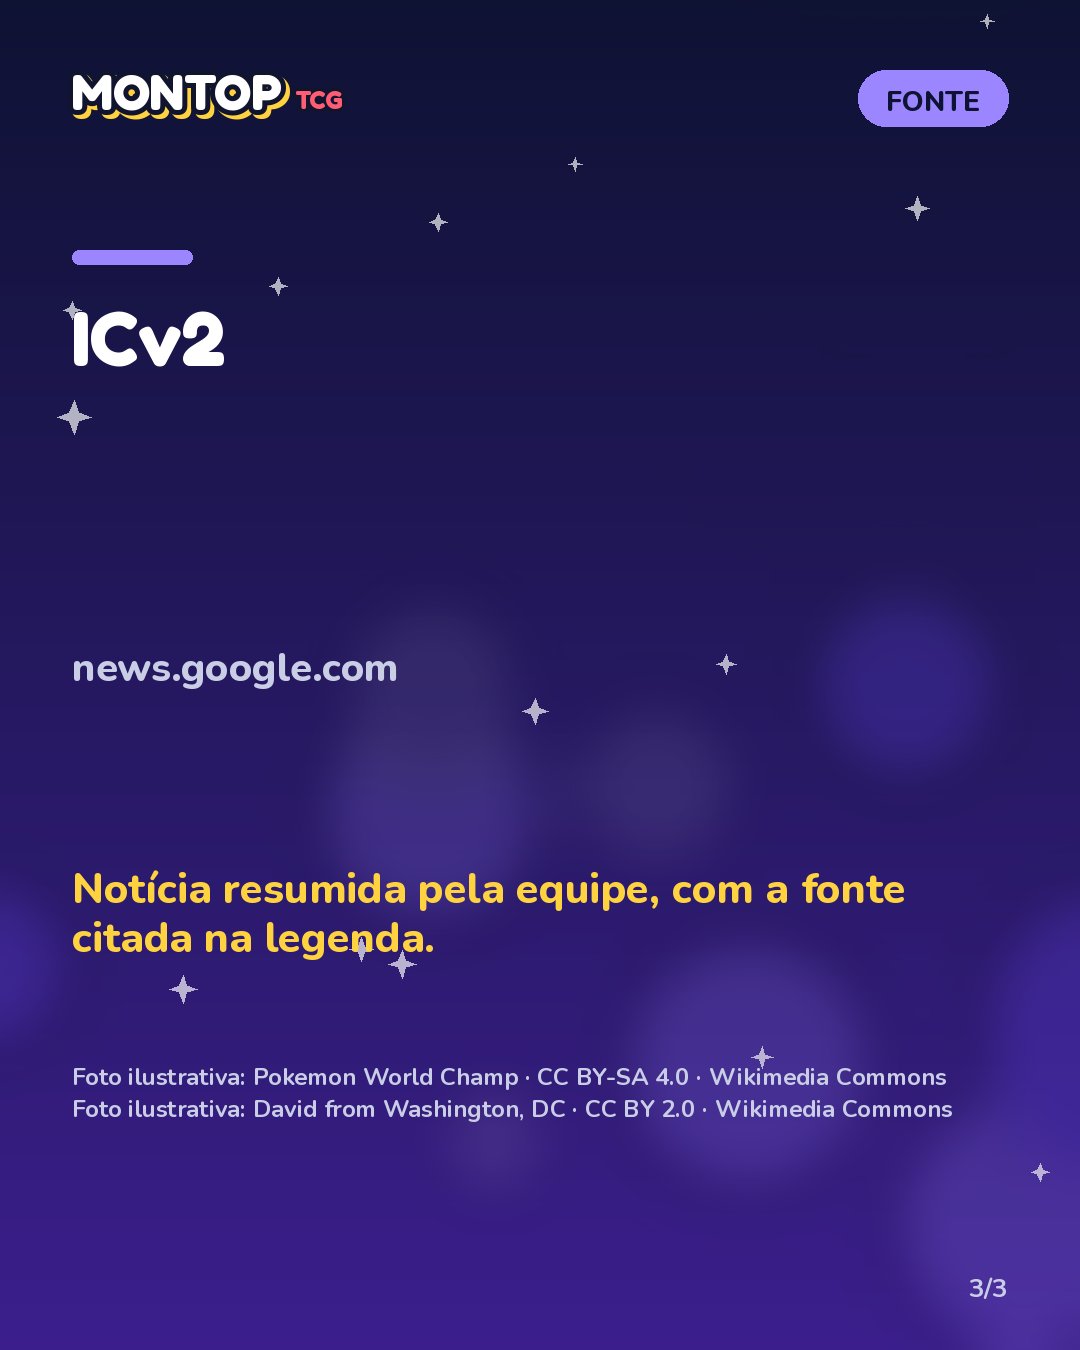 MONTOP TCG
FONTE
ICv2
news.google.com
Notícia resumida pela equipe, com a fonte
citada na legenda.
Foto ilustrativa: Pokemon World Champ · CC BY-SA 4.0 · Wikimedia Commons
Foto ilustrativa: David from Washington, DC · CC BY 2.0 · Wikimedia Commons
3/3